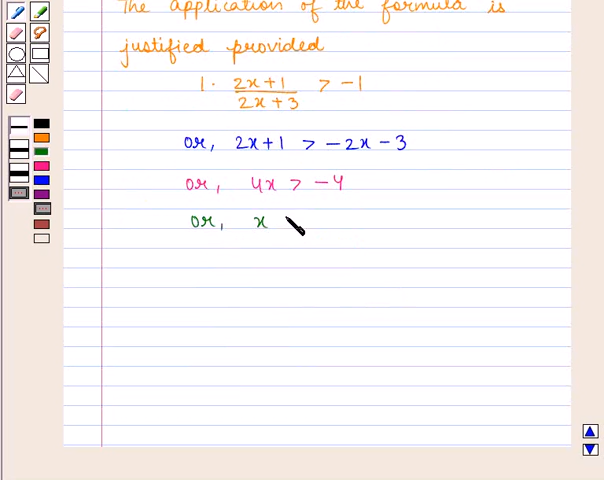 The application of the formula is
justified provided
1. (2x+1)/(2x+3) > -1
or, 2x+1 > -2x-3
or, 4x > -4
or, x